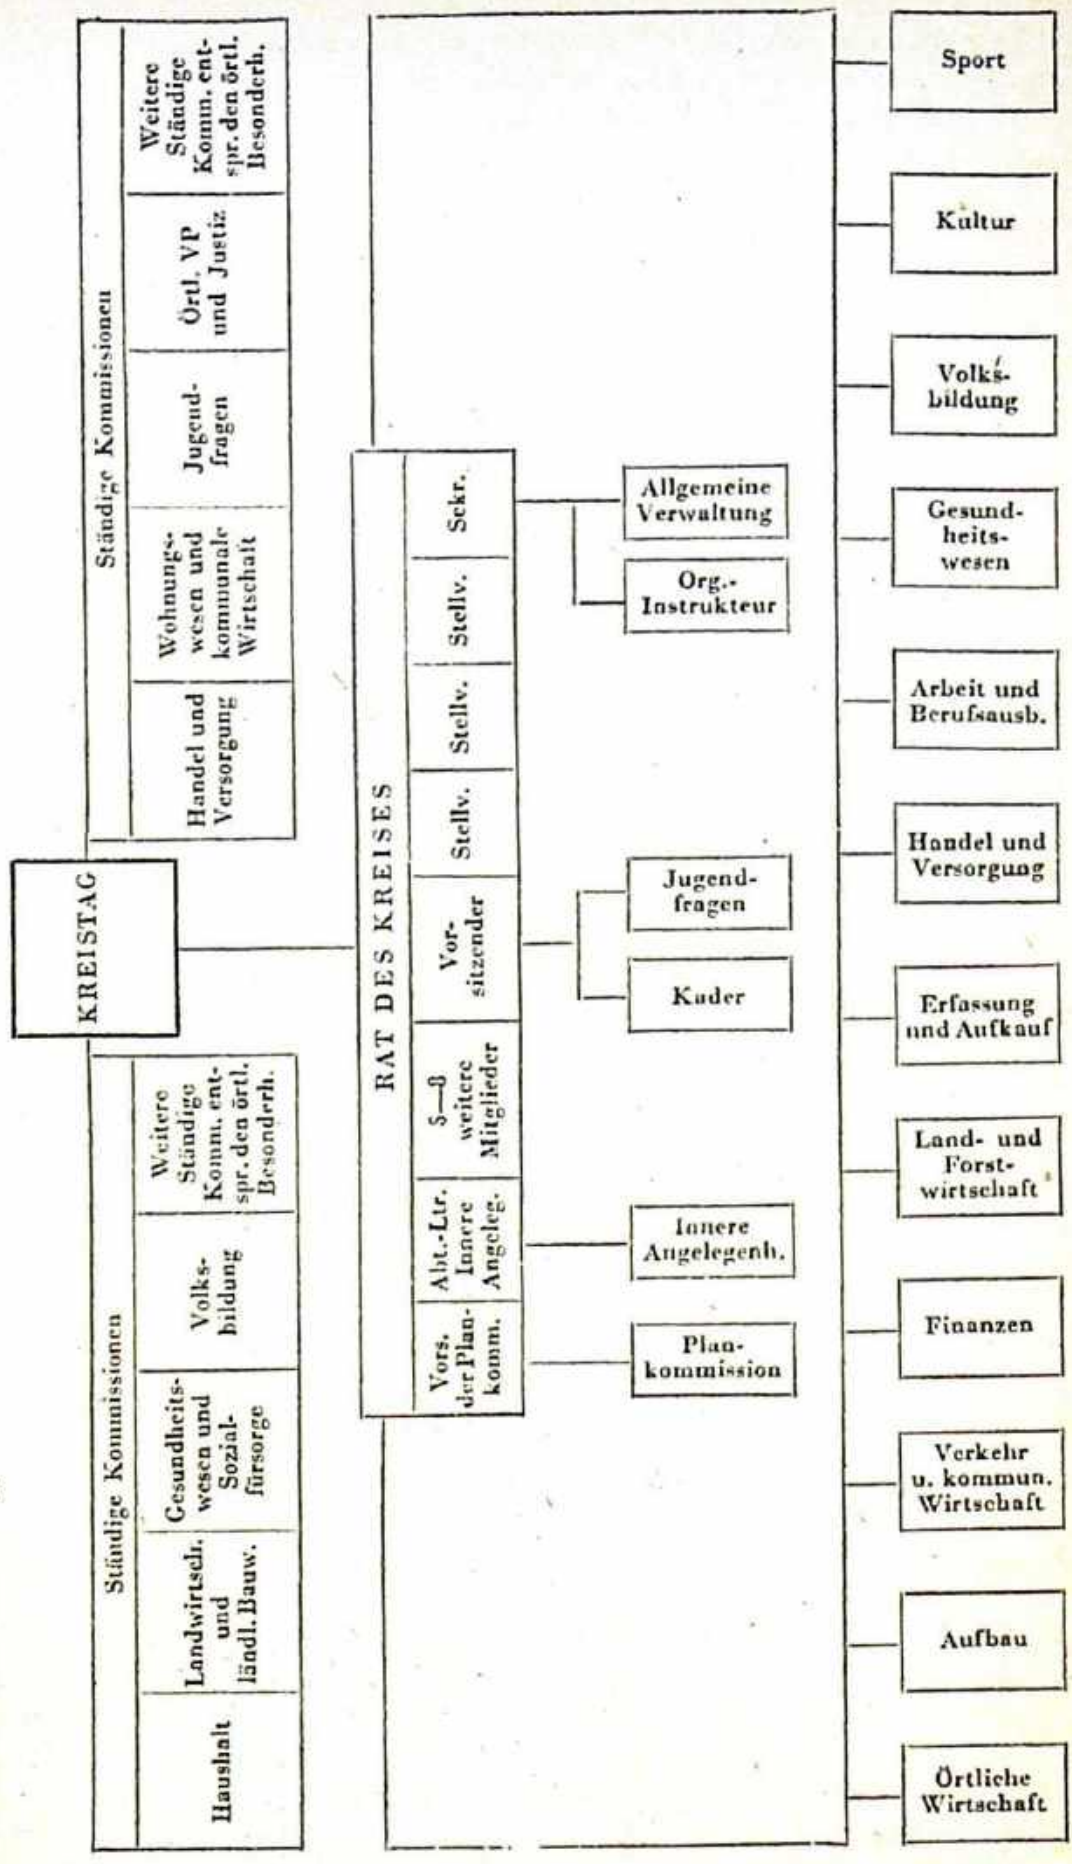 KREISTAG
Ständige Kommissionen
Haushalt
Landwirtsch.
und
ländl. Bauw.
Gesundheits-
wesen und
Sozial-
fürsorge
Volks-
bildung
Weitere
Ständige
Komm. ent-
spr. den örtl.
Besonderh.
Ständige Kommissionen
Handel und
Versorgung
Wohnungs-
wesen und
kommunale
Wirtschaft
Jugend-
fragen
Örtl. VP
und Justiz
Weitere
Ständige
Komm. ent-
spr. den örtl.
Besonderh.
RAT DES KREISES
Vors.
der Plan-
komm.
Abt.-Ltr.
Innere
Angeleg.
weitere
Mitglieder
Vor-
sitzender
Stellv.
Stellv.
Stellv.
Sekr.
Plan-
kommission
Innere
Angelegenh.
Kader
Jugend-
fragen
Org.-
Instrukteur
Allgemeine
Verwaltung
Örtliche
Wirtschaft
Aufbau
Verkehr
u. kommun.
Wirtschaft
Finanzen
Land- und
Forst-
wirtschaft
Erfassung
und Aufkauf
Handel und
Versorgung
Arbeit und
Berufsausb.
Gesund-
heits-
wesen
Volks-
bildung
Kultur
Sport